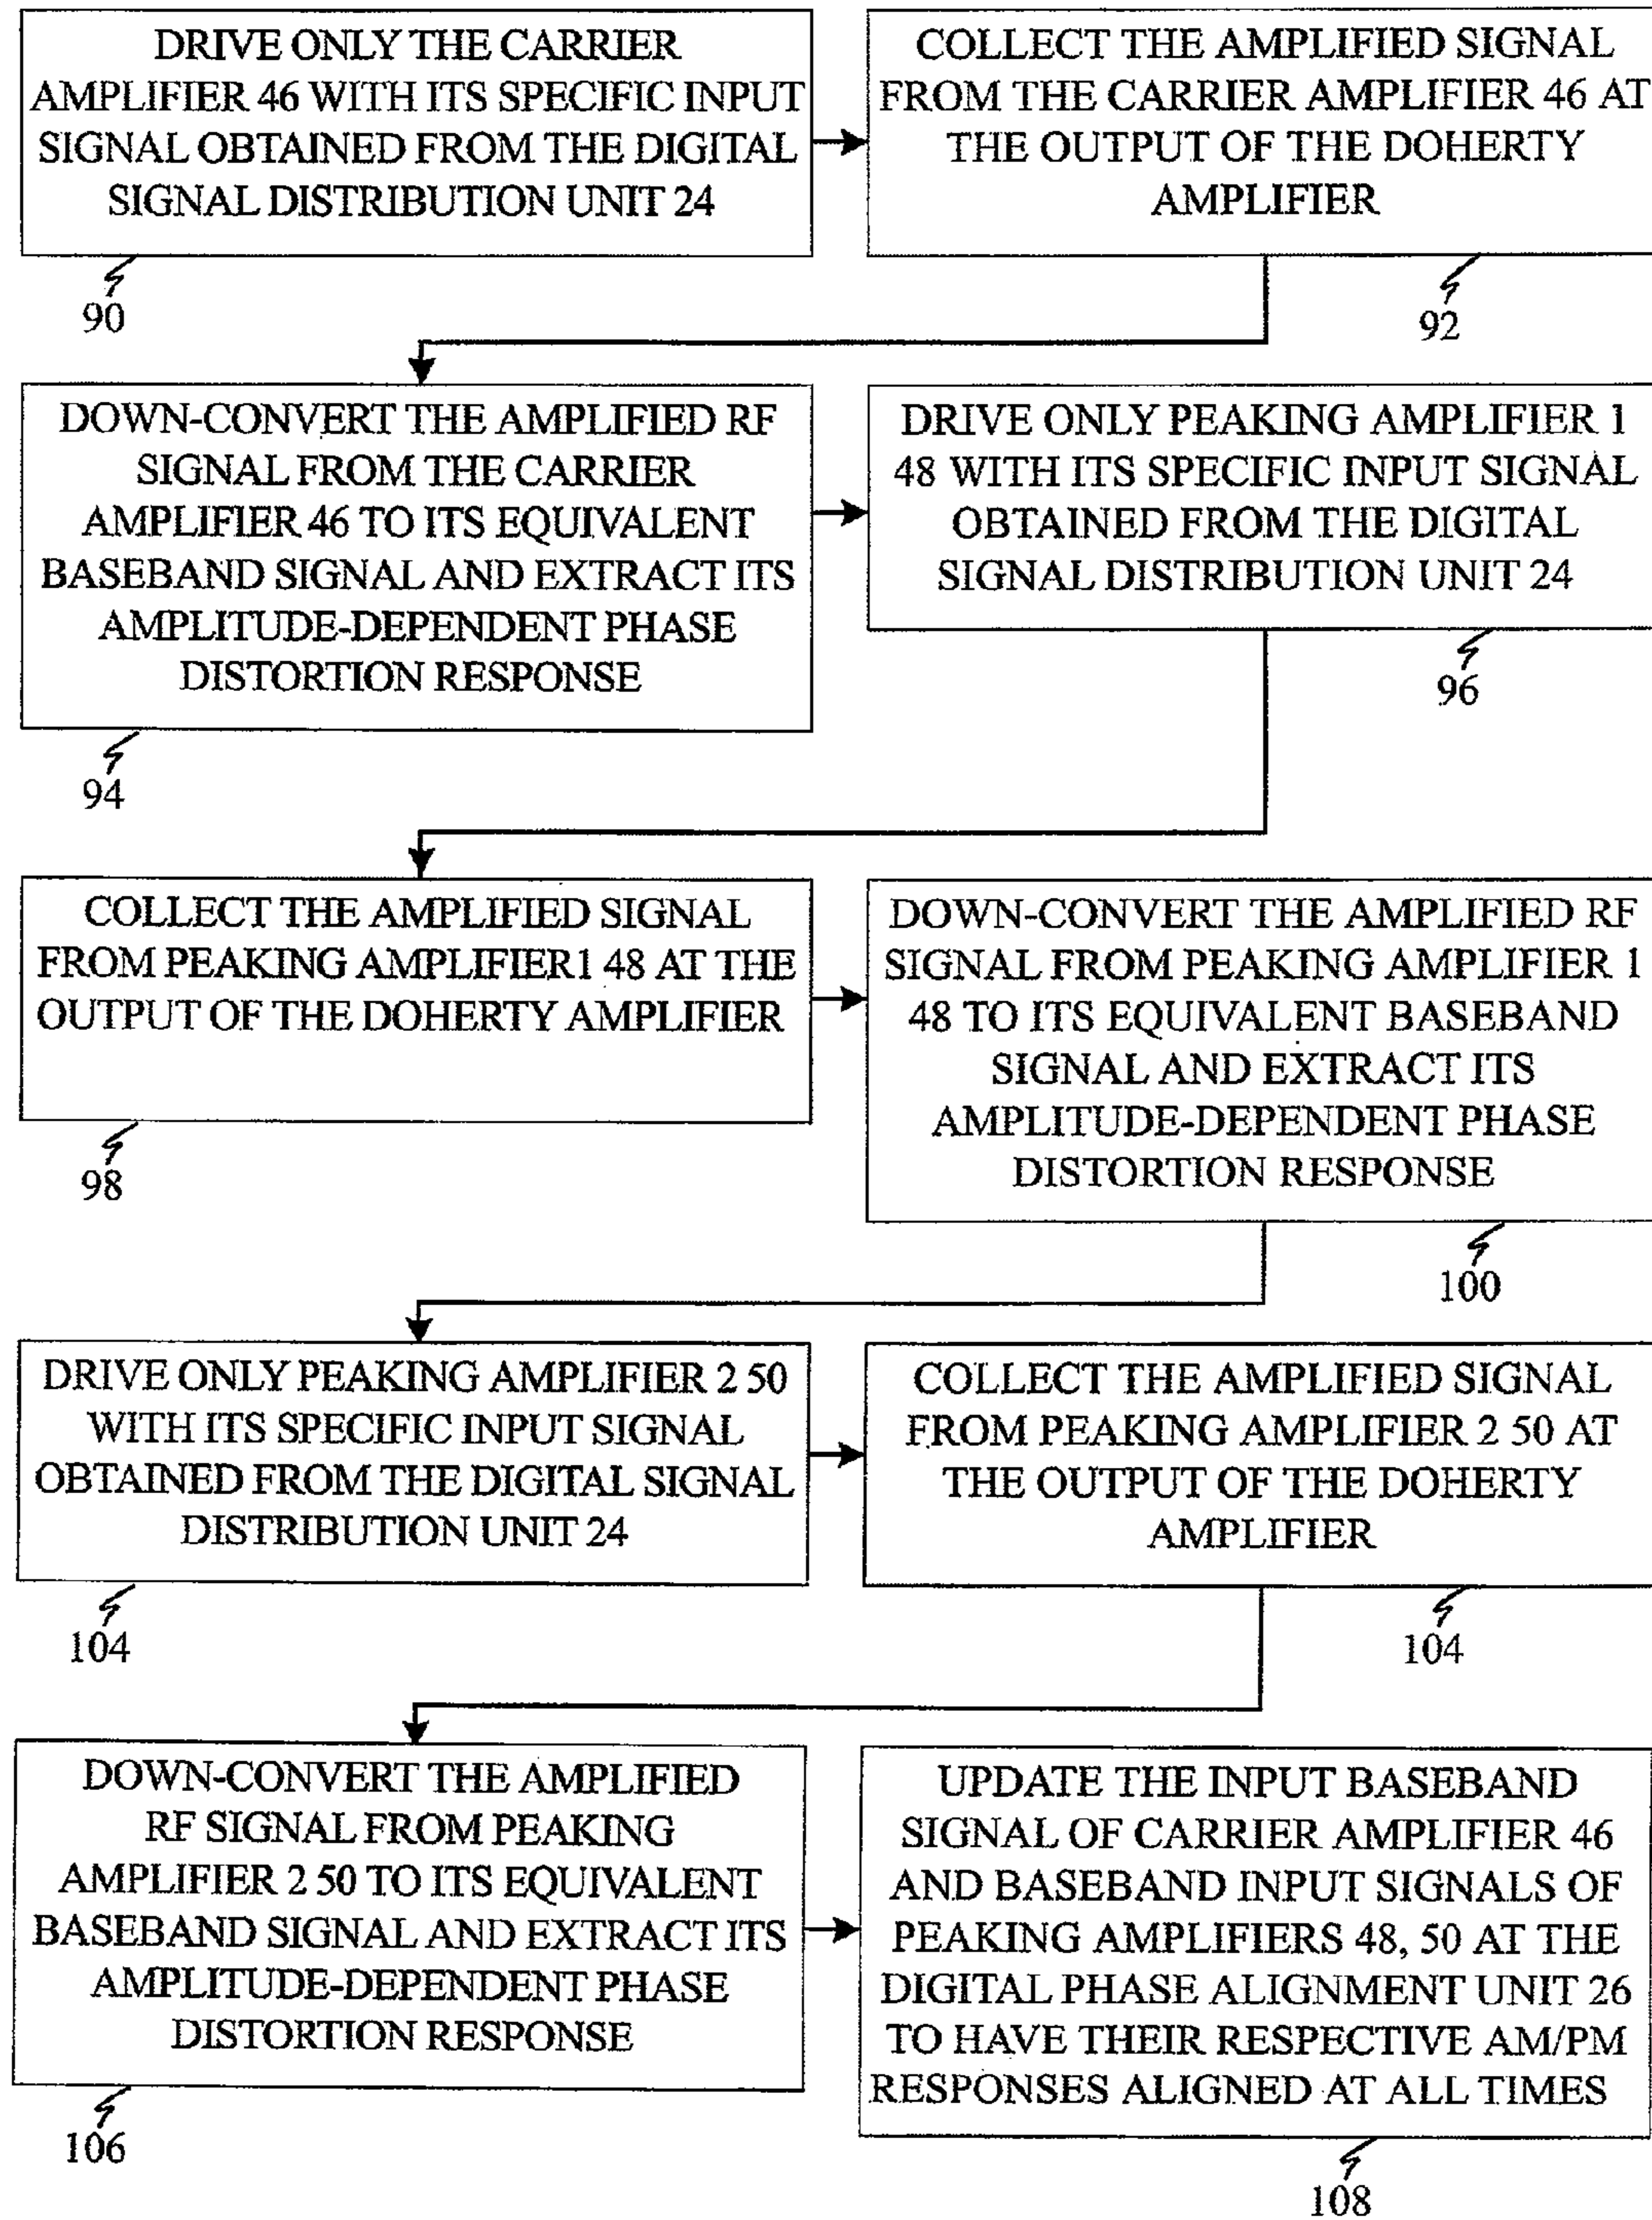 DRIVE ONLY THE CARRIER
AMPLIFIER 46 WITH ITS SPECIFIC INPUT
SIGNAL OBTAINED FROM THE DIGITAL
SIGNAL DISTRIBUTION UNIT 24
90
COLLECT THE AMPLIFIED SIGNAL
FROM THE CARRIER AMPLIFIER 46 AT
THE OUTPUT OF THE DOHERTY
AMPLIFIER
92
DOWN-CONVERT THE AMPLIFIED RF
SIGNAL FROM THE CARRIER
AMPLIFIER 46 TO ITS EQUIVALENT
BASEBAND SIGNAL AND EXTRACT ITS
AMPLITUDE-DEPENDENT PHASE
DISTORTION RESPONSE
94
DRIVE ONLY PEAKING AMPLIFIER 1
48 WITH ITS SPECIFIC INPUT SIGNAL
OBTAINED FROM THE DIGITAL
SIGNAL DISTRIBUTION UNIT 24
96
COLLECT THE AMPLIFIED SIGNAL
FROM PEAKING AMPLIFIER1 48 AT THE
OUTPUT OF THE DOHERTY AMPLIFIER
98
DOWN-CONVERT THE AMPLIFIED RF
SIGNAL FROM PEAKING AMPLIFIER 1
48 TO ITS EQUIVALENT BASEBAND
SIGNAL AND EXTRACT ITS
AMPLITUDE-DEPENDENT PHASE
DISTORTION RESPONSE
100
DRIVE ONLY PEAKING AMPLIFIER 2 50
WITH ITS SPECIFIC INPUT SIGNAL
OBTAINED FROM THE DIGITAL SIGNAL
DISTRIBUTION UNIT 24
104
COLLECT THE AMPLIFIED SIGNAL
FROM PEAKING AMPLIFIER 2 50 AT
THE OUTPUT OF THE DOHERTY
AMPLIFIER
104
DOWN-CONVERT THE AMPLIFIED
RF SIGNAL FROM PEAKING
AMPLIFIER 2 50 TO ITS EQUIVALENT
BASEBAND SIGNAL AND EXTRACT ITS
AMPLITUDE-DEPENDENT PHASE
DISTORTION RESPONSE
106
UPDATE THE INPUT BASEBAND
SIGNAL OF CARRIER AMPLIFIER 46
AND BASEBAND INPUT SIGNALS OF
PEAKING AMPLIFIERS 48, 50 AT THE
DIGITAL PHASE ALIGNMENT UNIT 26
TO HAVE THEIR RESPECTIVE AM/PM
RESPONSES ALIGNED AT ALL TIMES
108